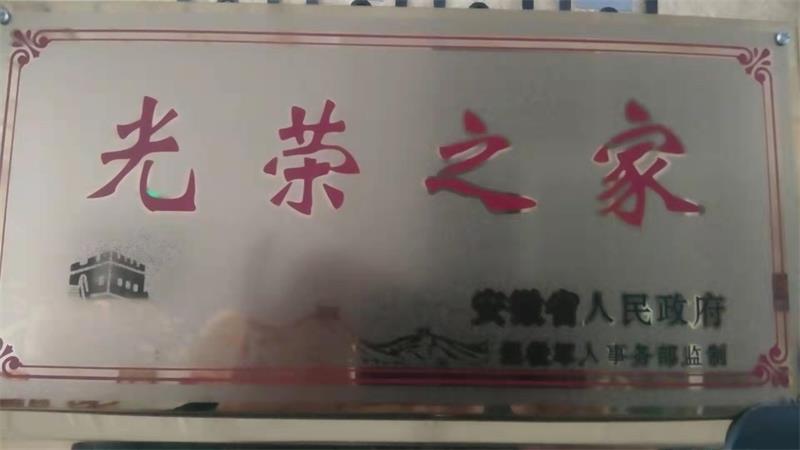 光荣之家
安徽省人民政府
退役军人事务部监制